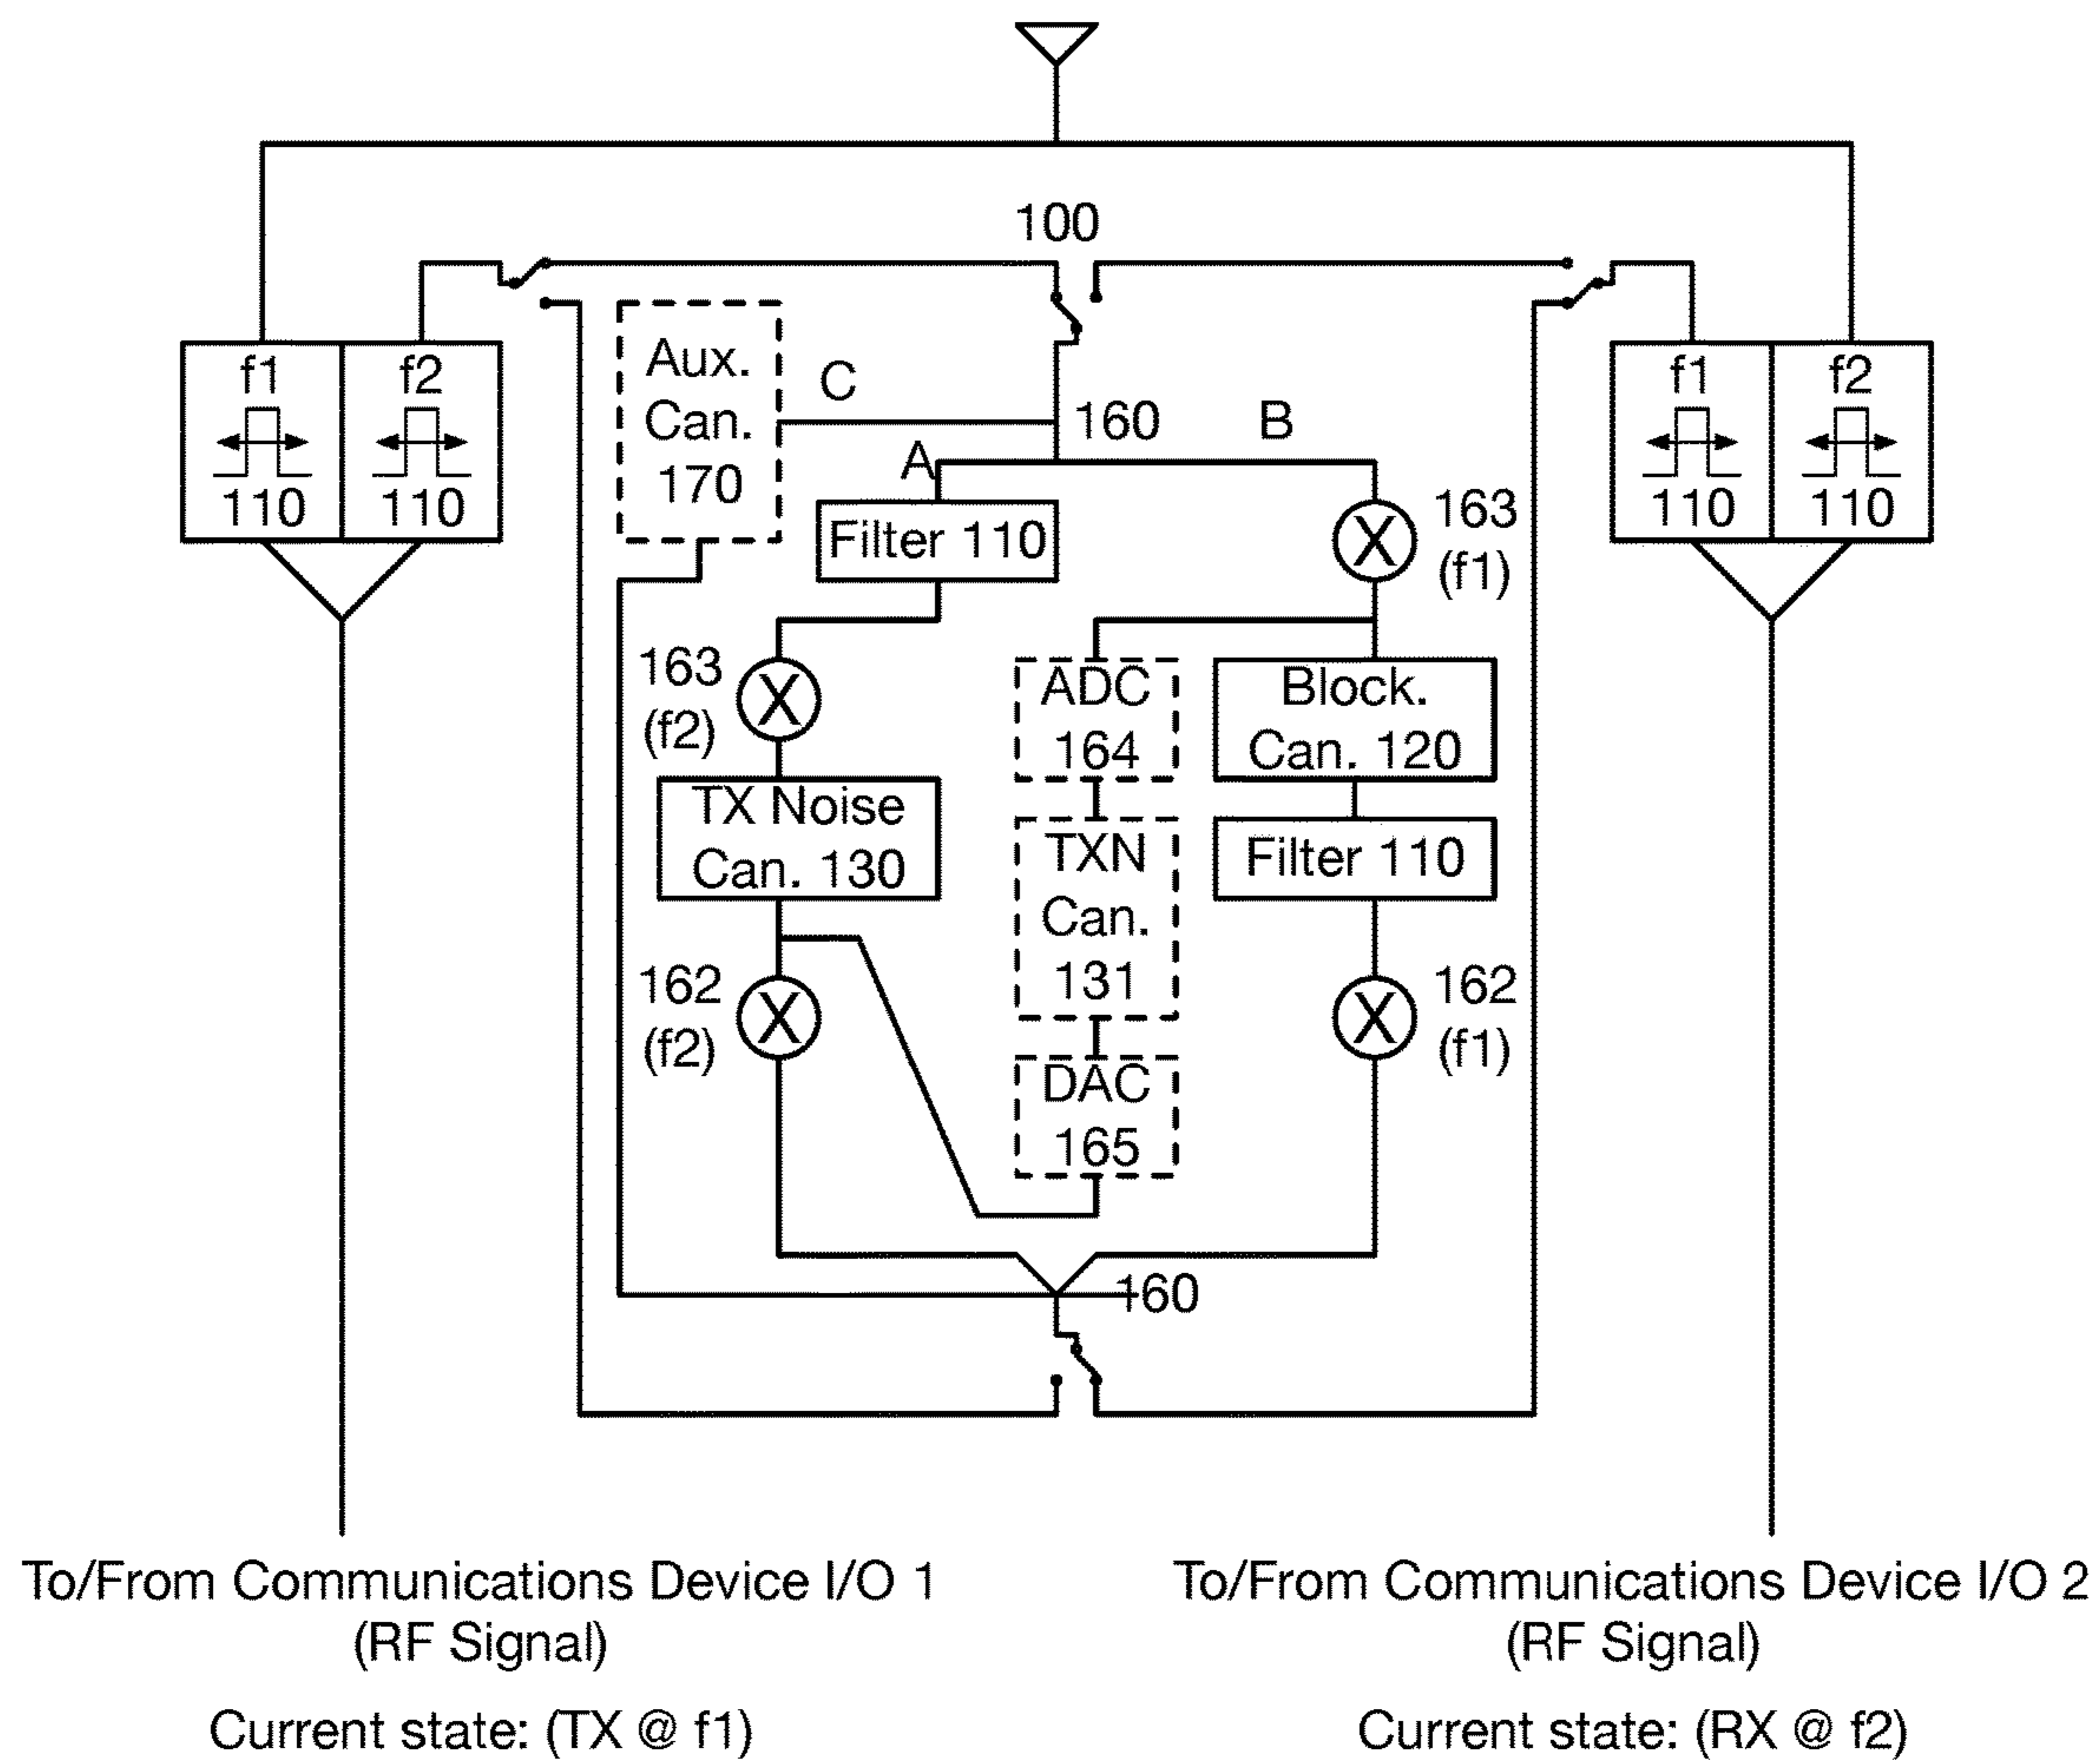 100
f1
110
f2
110
Aux.
Can.
170
C
160
B
A
Filter 110
163
(f1)
f1
110
f2
110
163
(f2)
TX Noise
Can. 130
162
(f2)
ADC
164
TXN
Can.
131
DAC
165
Block.
Can. 120
Filter 110
162
(f1)
160
To/From Communications Device I/O 1
(RF Signal)
Current state: (TX @ f1)
To/From Communications Device I/O 2
(RF Signal)
Current state: (RX @ f2)